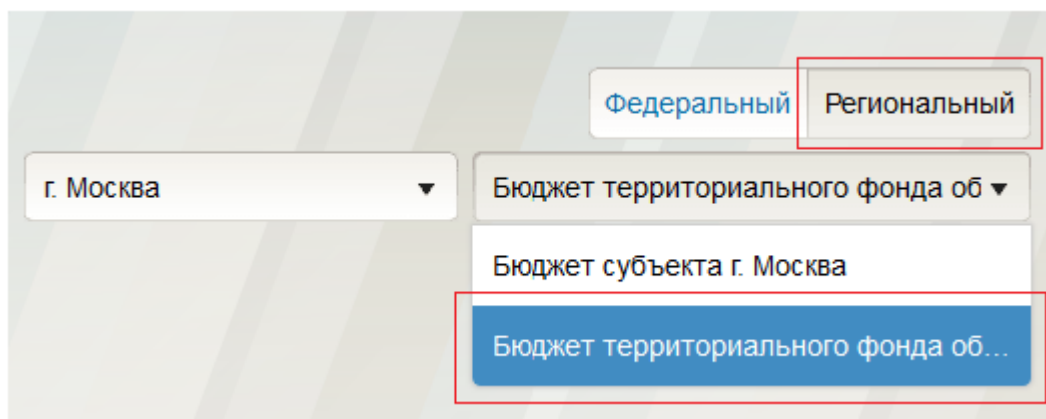 Федеральный Региональный
г. Москва Бюджет территориального фонда об
Бюджет субъекта г. Москва
Бюджет территориального фонда об...